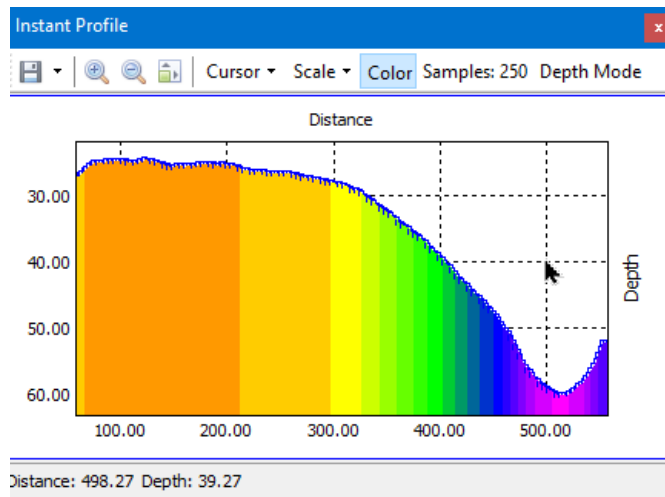 Instant Profile
x
Cursor Scale Color Samples: 250 Depth Mode
Distance
30.00
40.00
50.00
60.00
Depth
100.00 200.00 300.00 400.00 500.00
Distance: 498.27 Depth: 39.27